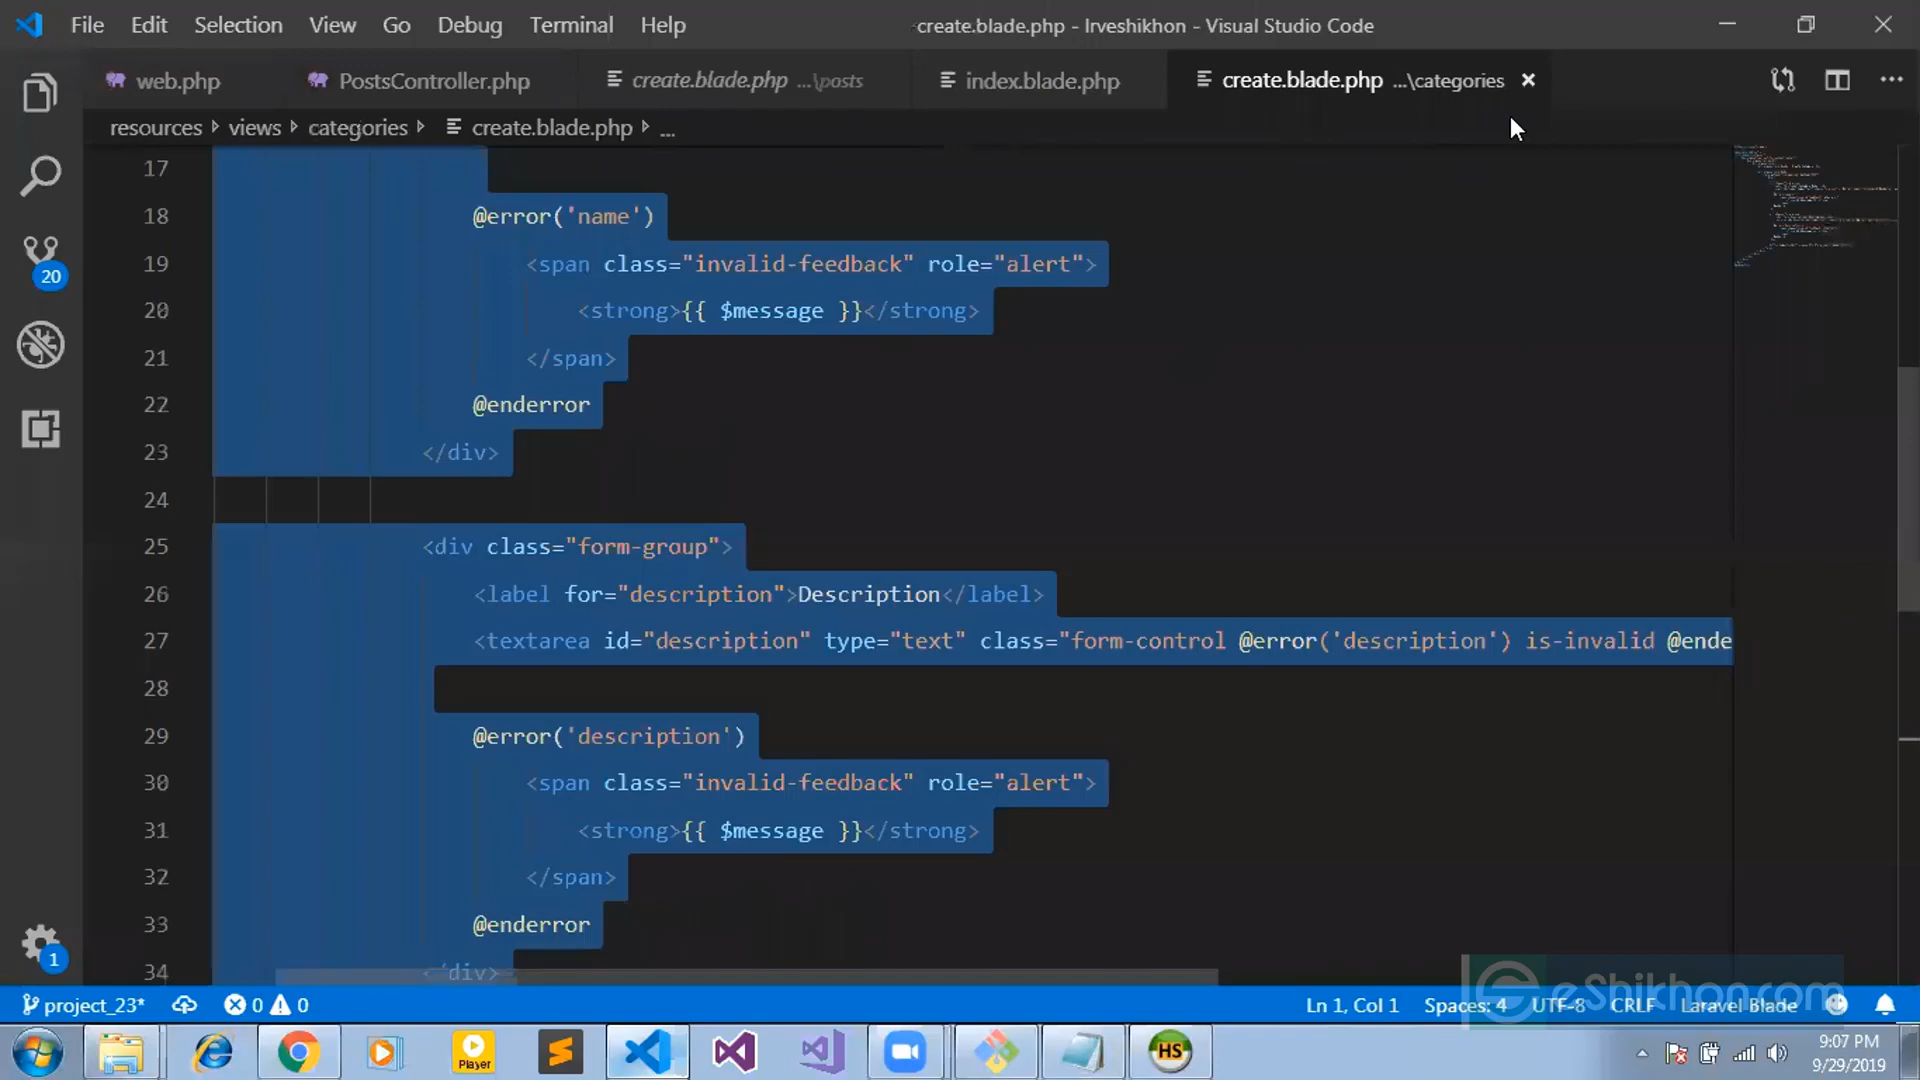 File Edit Selection View Go Debug Terminal Help create.blade.php - Irveshikhon - Visual Studio Code
web.php PostsController.php create.blade.php ...\posts index.blade.php create.blade.php ...\categories
resources views categories create.blade.php ...
17
18 @error('name')
19 <span class="invalid-feedback" role="alert">
20 <strong>{{ $message }}</strong>
21 </span>
22 @enderror
23 </div>
24
25 <div class="form-group">
26 <label for="description">Description</label>
27 <textarea id="description" type="text" class="form-control @error('description') is-invalid @ende
28
29 @error('description')
30 <span class="invalid-feedback" role="alert">
31 <strong>{{ $message }}</strong>
32 </span>
33 @enderror
34 </div>
20
1
eShikhon.com
project_23* 0 0 Ln 1, Col 1 Spaces: 4 UTF-8 CRLF Laravel Blade
Player
HS
9:07 PM
9/29/2019